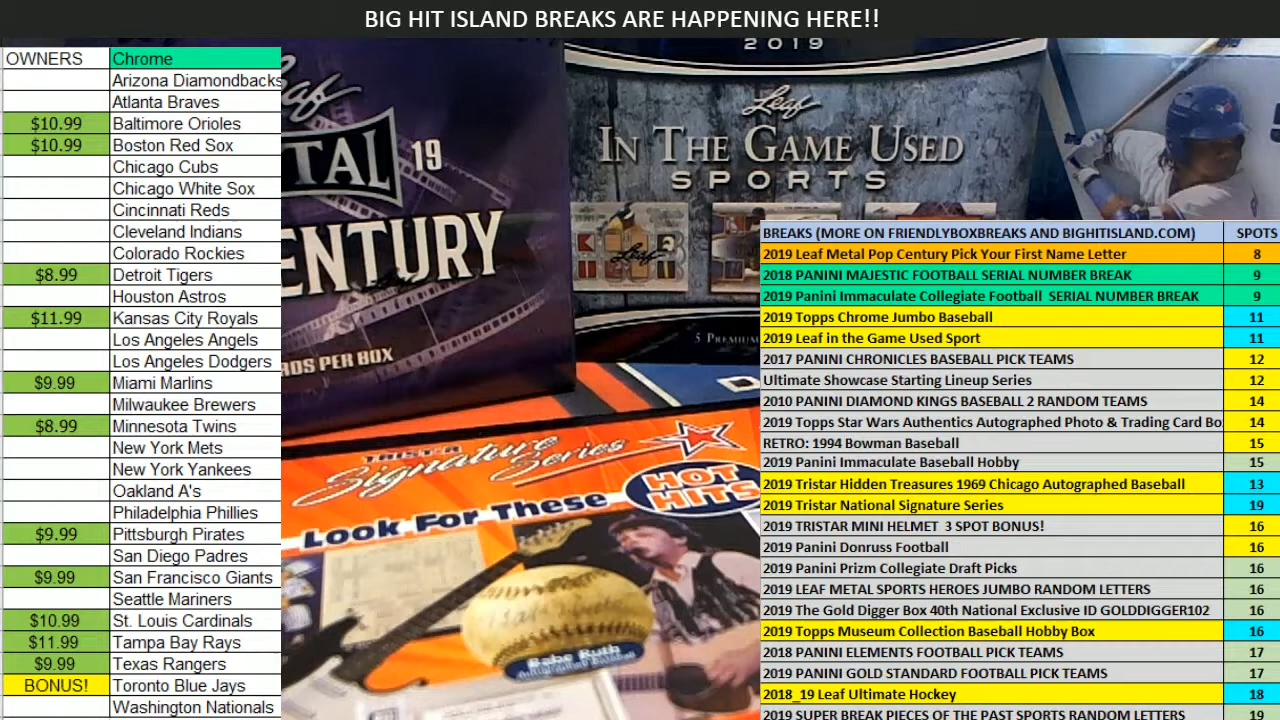 BIG HIT ISLAND BREAKS ARE HAPPENING HERE!!
OWNERS Chrome
Arizona Diamondbacks
Atlanta Braves
$10.99 Baltimore Orioles
$10.99 Boston Red Sox
Chicago Cubs
Chicago White Sox
Cincinnati Reds
Cleveland Indians
Colorado Rockies
$8.99 Detroit Tigers
Houston Astros
$11.99 Kansas City Royals
Los Angeles Angels
Los Angeles Dodgers
$9.99 Miami Marlins
Milwaukee Brewers
$8.99 Minnesota Twins
New York Mets
New York Yankees
Oakland A's
Philadelphia Phillies
$9.99 Pittsburgh Pirates
San Diego Padres
$9.99 San Francisco Giants
Seattle Mariners
$10.99 St. Louis Cardinals
$11.99 Tampa Bay Rays
$9.99 Texas Rangers
BONUS! Toronto Blue Jays
Washington Nationals
eaf
TAL
19
ENTURY
DS PER BOX
2019
Leaf
IN THE GAME USED
SPORTS
Leaf
5 PREMIUM
TRISTAR
Signature Series
HOT HITS
Look For These
Babe Ruth
BREAKS (MORE ON FRIENDLYBOXBREAKS AND BIGHITISLAND.COM) SPOTS
2019 Leaf Metal Pop Century Pick Your First Name Letter 8
2018 PANINI MAJESTIC FOOTBALL SERIAL NUMBER BREAK 9
2019 Panini Immaculate Collegiate Football SERIAL NUMBER BREAK 9
2019 Topps Chrome Jumbo Baseball 11
2019 Leaf in the Game Used Sport 11
2017 PANINI CHRONICLES BASEBALL PICK TEAMS 12
Ultimate Showcase Starting Lineup Series 12
2010 PANINI DIAMOND KINGS BASEBALL 2 RANDOM TEAMS 14
2019 Topps Star Wars Authentics Autographed Photo & Trading Card Bo 14
RETRO: 1994 Bowman Baseball 15
2019 Panini Immaculate Baseball Hobby 15
2019 Tristar Hidden Treasures 1969 Chicago Autographed Baseball 13
2019 Tristar National Signature Series 19
2019 TRISTAR MINI HELMET 3 SPOT BONUS! 16
2019 Panini Donruss Football 16
2019 Panini Prizm Collegiate Draft Picks 16
2019 LEAF METAL SPORTS HEROES JUMBO RANDOM LETTERS 16
2019 The Gold Digger Box 40th National Exclusive ID GOLDDIGGER102 16
2019 Topps Museum Collection Baseball Hobby Box 16
2018 PANINI ELEMENTS FOOTBALL PICK TEAMS 17
2019 PANINI GOLD STANDARD FOOTBALL PICK TEAMS 17
2018_19 Leaf Ultimate Hockey 18
2019 SUPER BREAK PIECES OF THE PAST SPORTS RANDOM LETTERS 19